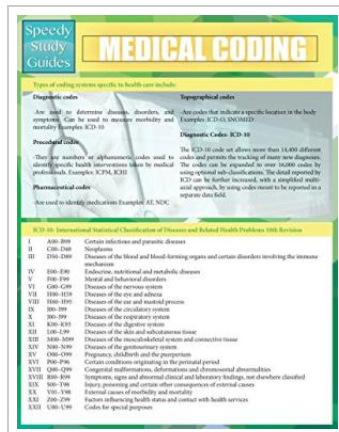 Speedy
Study
Guides
MEDICAL CODING
Types of coding systems specific to health care include:
Diagnostic codes
-Are used to determine diseases, disorders, and
symptoms. Can be used to measure morbidity and
mortality Examples: ICD-10
Procedural codes
-They are numbers or alphanumeric codes used to
identify specific health interventions taken by medical
professionals. Examples: ICPM, ICHI
Pharmaceutical codes
-Are used to identify medications Examples: AT, NDC
Topographical codes
-Are codes that indicate a specific location in the body
Examples: ICD-O, SNOMED
Diagnostic Codes: ICD-10
The ICD-10 code set allows more than 14,400 different
codes and permits the tracking of many new diagnoses.
The codes can be expanded to over 16,000 codes by
using optional sub-classifications. The detail reported by
ICD can be further increased, with a simplified multi-
axial approach, by using codes meant to be reported in a
separate data field.
ICD-10: International Statistical Classification of Diseases and Related Health Problems 10th Revision
I A00–B99 Certain infectious and parasitic diseases
II C00–D48 Neoplasms
III D50–D89 Diseases of the blood and blood-forming organs and certain disorders involving the immune
mechanism
IV E00–E90 Endocrine, nutritional and metabolic diseases
V F00–F99 Mental and behavioral disorders
VI G00–G99 Diseases of the nervous system
VII H00–H59 Diseases of the eye and adnexa
VIII H60–H95 Diseases of the ear and mastoid process
IX I00–I99 Diseases of the circulatory system
X J00–J99 Diseases of the respiratory system
XI K00–K93 Diseases of the digestive system
XII L00–L99 Diseases of the skin and subcutaneous tissue
XIII M00–M99 Diseases of the musculoskeletal system and connective tissue
XIV N00–N99 Diseases of the genitourinary system
XV O00–O99 Pregnancy, childbirth and the puerperium
XVI P00–P96 Certain conditions originating in the perinatal period
XVII Q00–Q99 Congenital malformations, deformations and chromosomal abnormalities
XVIII R00–R99 Symptoms, signs and abnormal clinical and laboratory findings, not elsewhere classified
XIX S00–T98 Injury, poisoning and certain other consequences of external causes
XX V01–Y98 External causes of morbidity and mortality
XXI Z00–Z99 Factors influencing health status and contact with health services
XXII U00–U99 Codes for special purposes